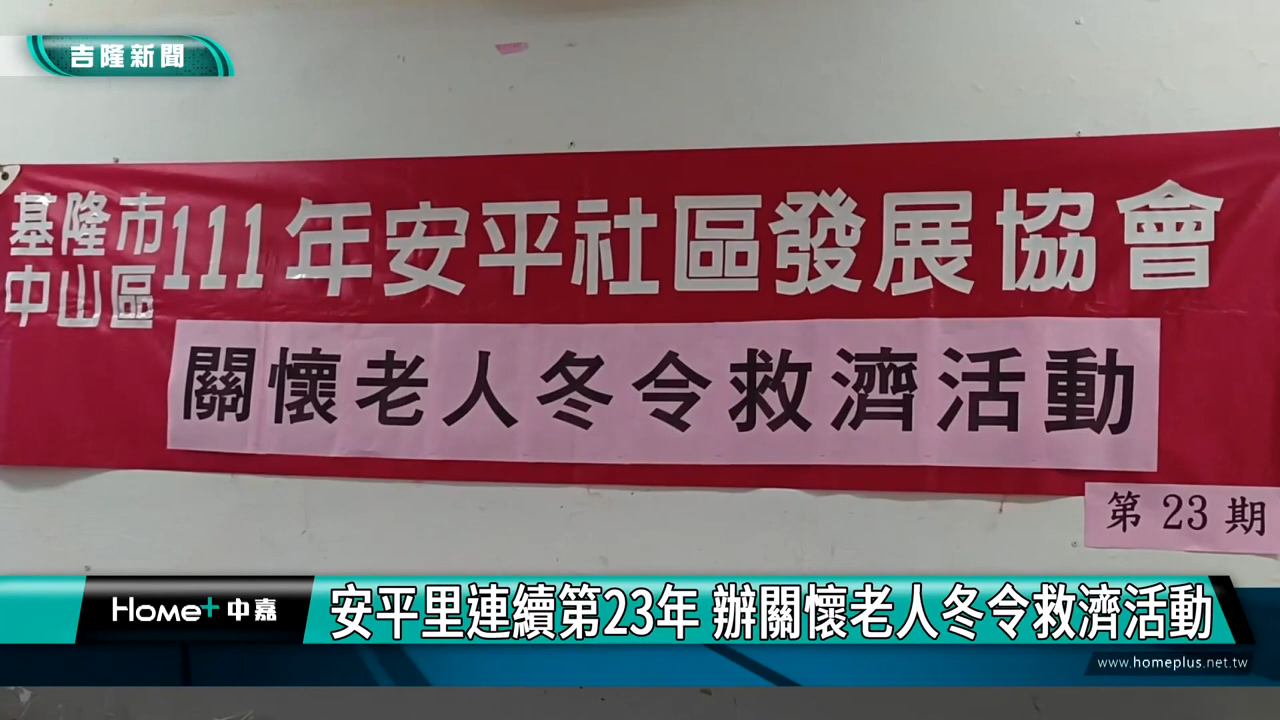 吉隆新聞
基隆市
中山區
111年安平社區發展協會
關懷老人冬令救濟活動
第 23 期
Home+ 中嘉
安平里連續第23年 辦關懷老人冬令救濟活動
www.homeplus.net.tw